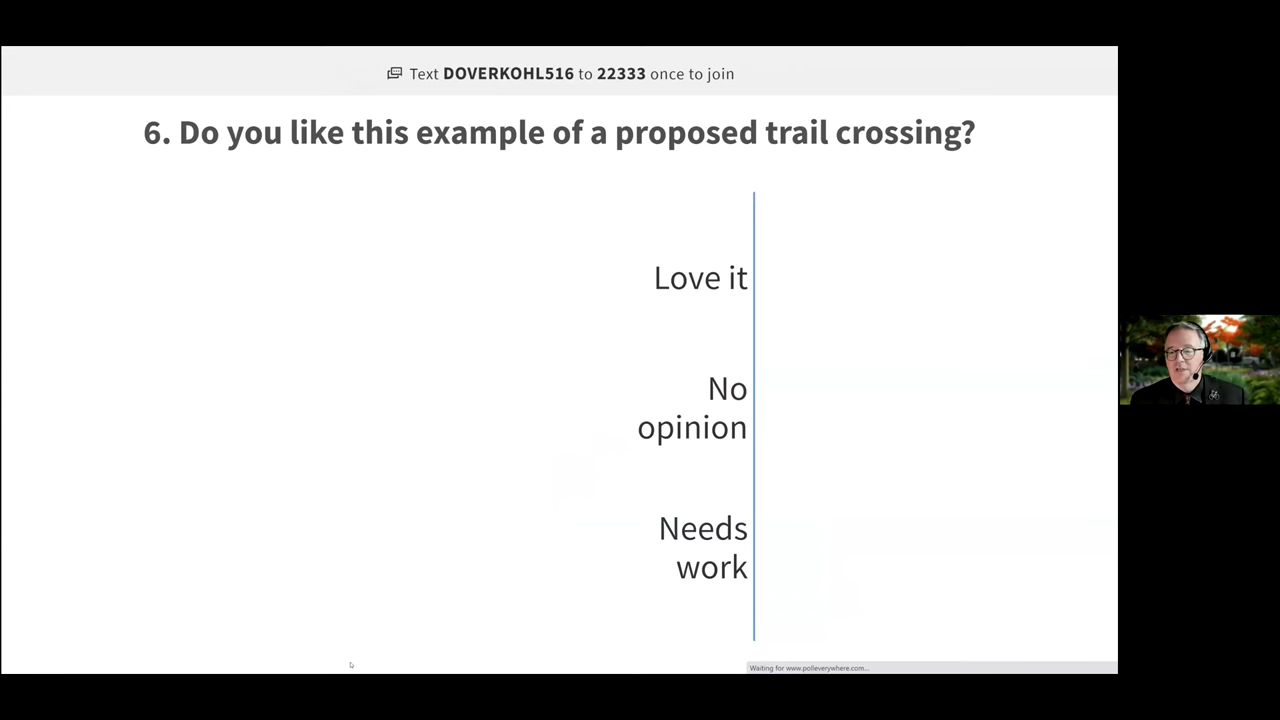 Text DOVERKOHL516 to 22333 once to join
6. Do you like this example of a proposed trail crossing?
Love it
No
opinion
Needs
work
Waiting for www.polleverywhere.com...